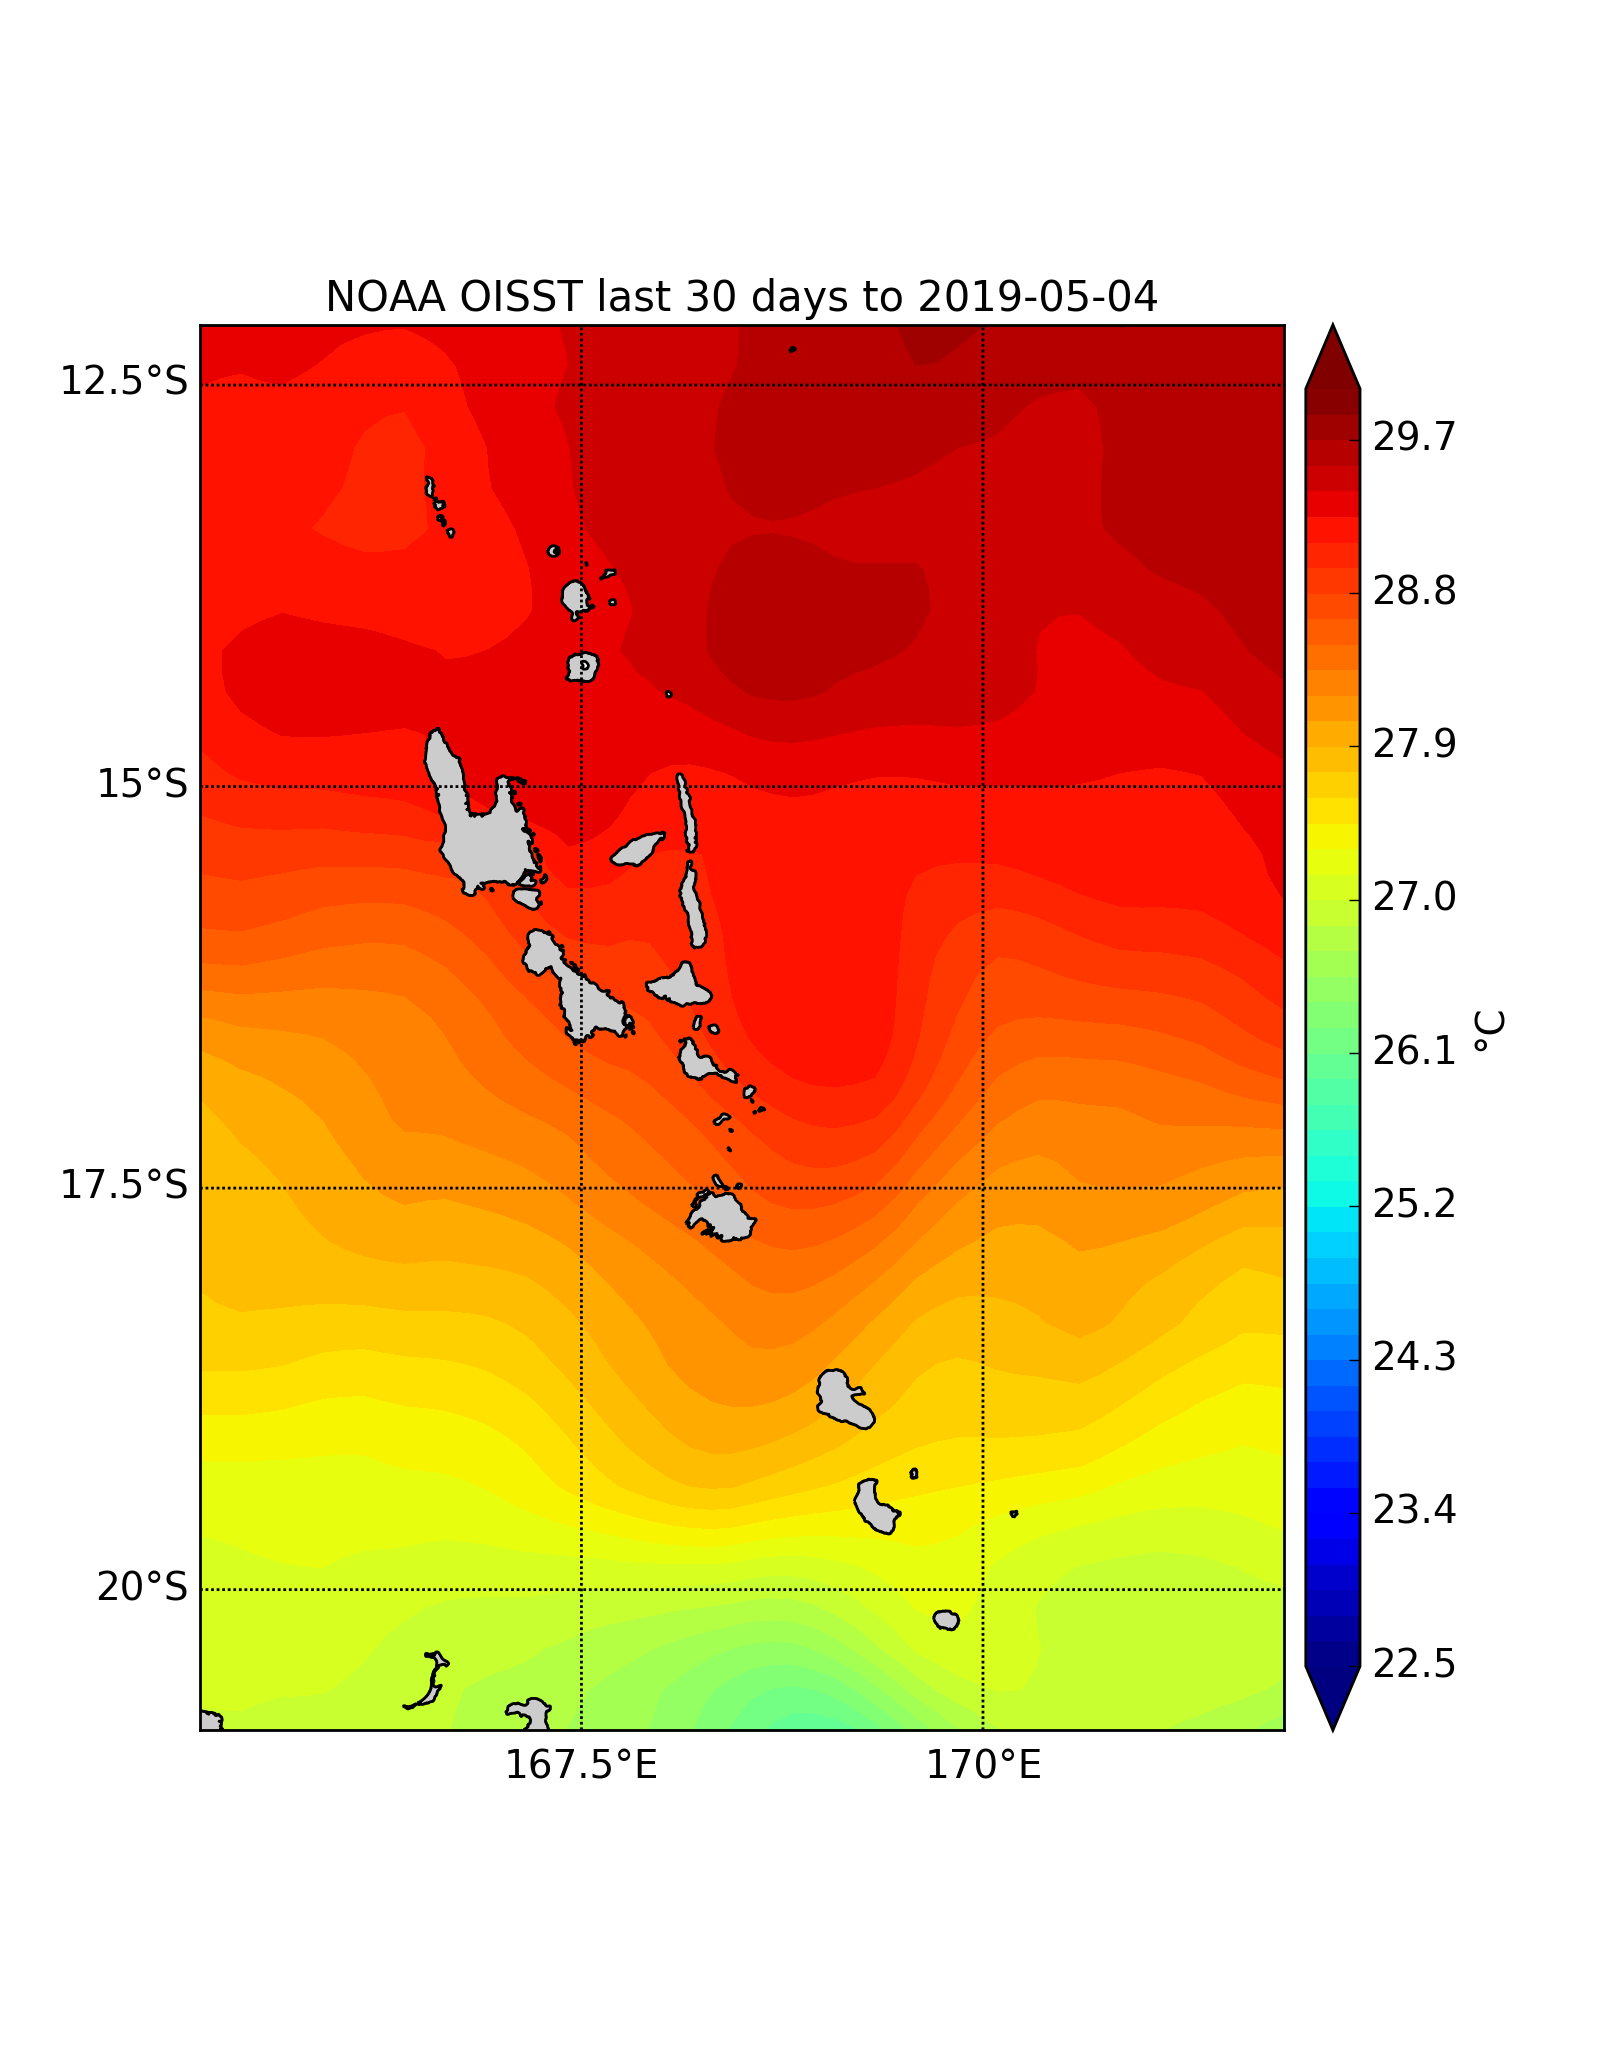 NOAA OISST last 30 days to 2019-05-04
12.5°S
15°S
17.5°S
20°S
167.5°E
170°E
29.7
28.8
27.9
27.0
26.1
25.2
24.3
23.4
22.5
°C